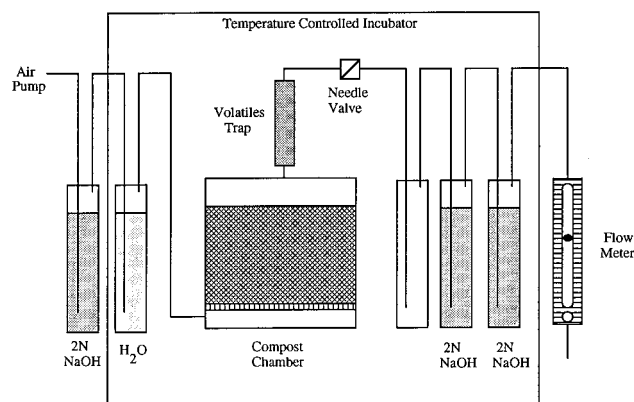 Temperature Controlled Incubator
Air
Pump
Volatiles
Trap
Needle
Valve
Flow
Meter
2N
NaOH
H2O
Compost
Chamber
2N
NaOH
2N
NaOH